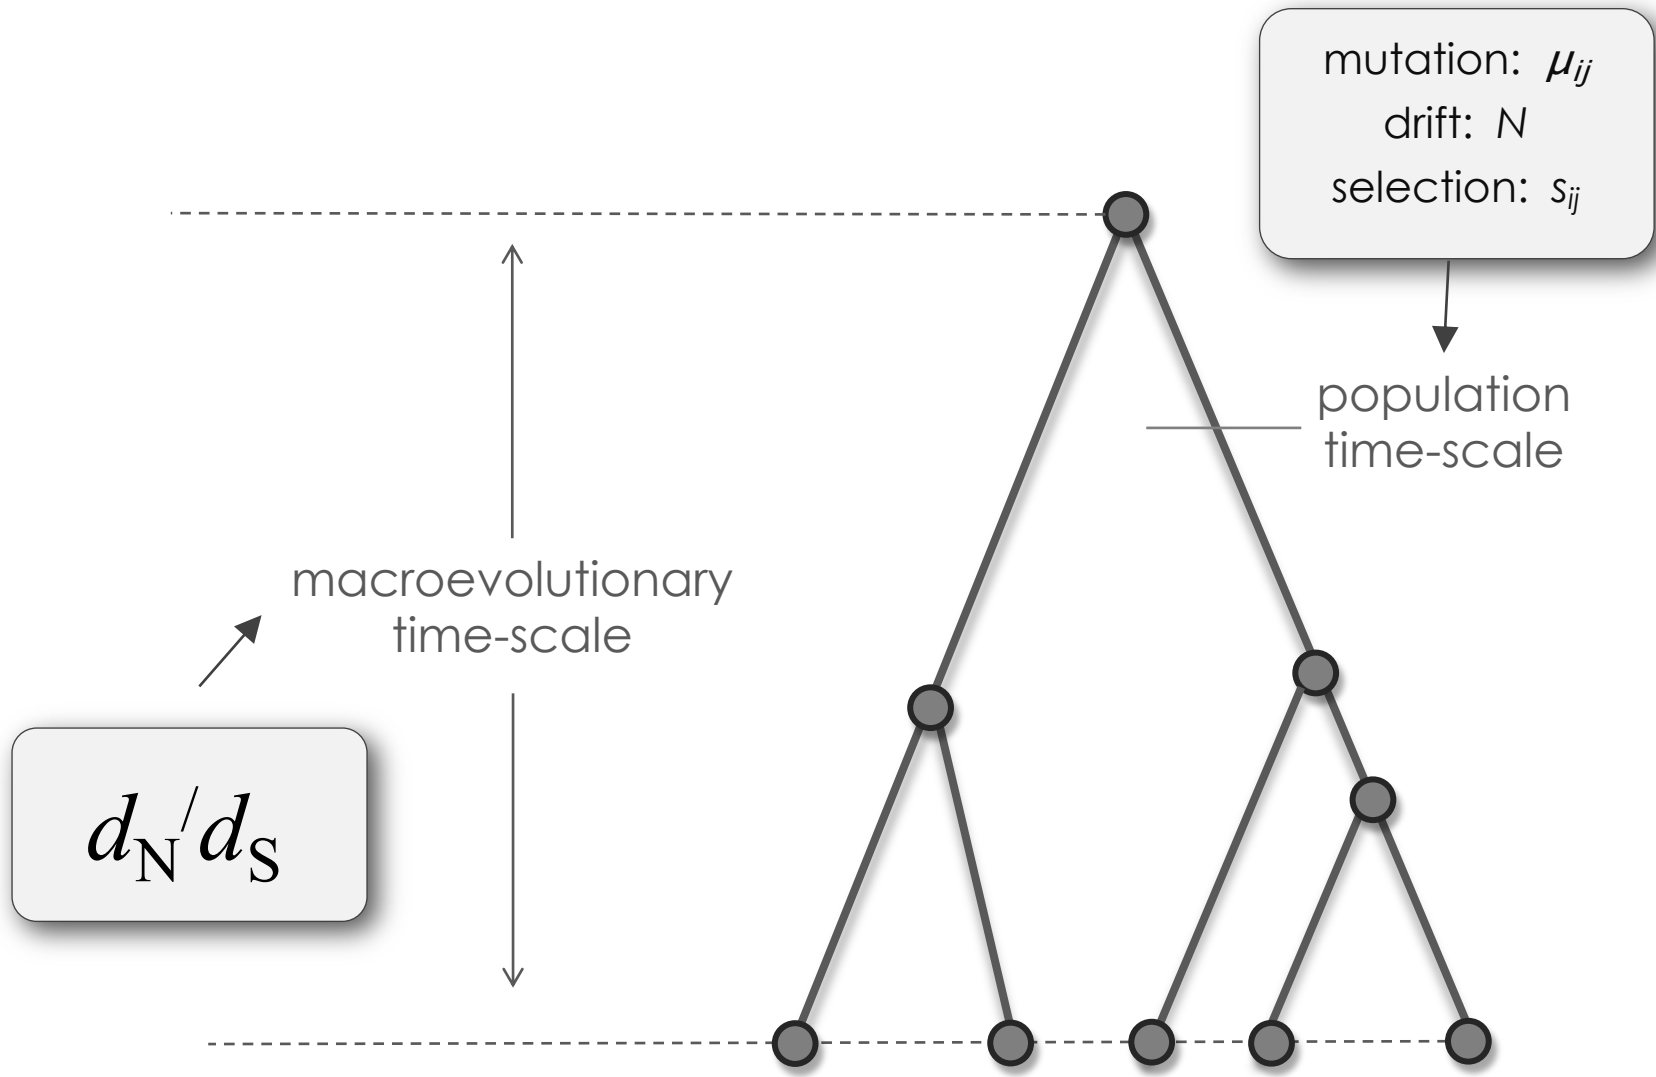 mutation: μij
drift: N
selection: sij
population
time-scale
macroevolutionary
time-scale
dN/dS